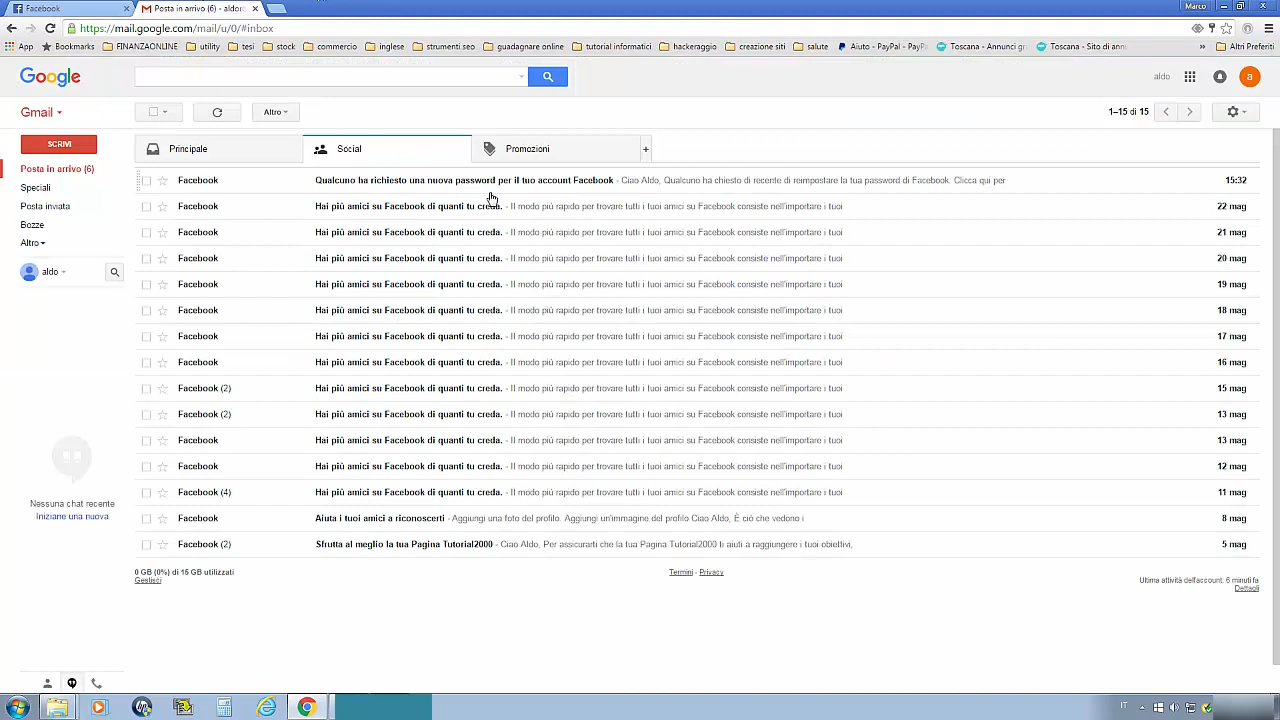 Facebook
Posta in arrivo (6) - aldor
Marco
https://mail.google.com/mail/u/0/#inbox
App Bookmarks FINANZAONLINE utility tesi stock commercio inglese strumenti seo guadagnare online tutorial informatici hackeraggio creazione siti salute Aiuto - PayPal - PayPa Toscana - Annunci gr Toscana - Sito di ann » Altri Preferiti
Google
aldo
a
Gmail
Altro
1–15 di 15
SCRIVI
Principale
Social
Promozioni
+
Posta in arrivo (6)
Speciali
Posta inviata
Bozze
Altro
aldo
Facebook Qualcuno ha richiesto una nuova password per il tuo account Facebook - Ciao Aldo, Qualcuno ha chiesto di recente di reimpostare la tua password di Facebook. Clicca qui per 15:32
Facebook Hai più amici su Facebook di quanti tu creda. - Il modo più rapido per trovare tutti i tuoi amici su Facebook consiste nell'importare i tuoi 22 mag
Facebook Hai più amici su Facebook di quanti tu creda. - Il modo più rapido per trovare tutti i tuoi amici su Facebook consiste nell'importare i tuoi 21 mag
Facebook Hai più amici su Facebook di quanti tu creda. - Il modo più rapido per trovare tutti i tuoi amici su Facebook consiste nell'importare i tuoi 20 mag
Facebook Hai più amici su Facebook di quanti tu creda. - Il modo più rapido per trovare tutti i tuoi amici su Facebook consiste nell'importare i tuoi 19 mag
Facebook Hai più amici su Facebook di quanti tu creda. - Il modo più rapido per trovare tutti i tuoi amici su Facebook consiste nell'importare i tuoi 18 mag
Facebook Hai più amici su Facebook di quanti tu creda. - Il modo più rapido per trovare tutti i tuoi amici su Facebook consiste nell'importare i tuoi 17 mag
Facebook Hai più amici su Facebook di quanti tu creda. - Il modo più rapido per trovare tutti i tuoi amici su Facebook consiste nell'importare i tuoi 16 mag
Facebook (2) Hai più amici su Facebook di quanti tu creda. - Il modo più rapido per trovare tutti i tuoi amici su Facebook consiste nell'importare i tuoi 15 mag
Facebook (2) Hai più amici su Facebook di quanti tu creda. - Il modo più rapido per trovare tutti i tuoi amici su Facebook consiste nell'importare i tuoi 13 mag
Facebook Hai più amici su Facebook di quanti tu creda. - Il modo più rapido per trovare tutti i tuoi amici su Facebook consiste nell'importare i tuoi 13 mag
Facebook Hai più amici su Facebook di quanti tu creda. - Il modo più rapido per trovare tutti i tuoi amici su Facebook consiste nell'importare i tuoi 12 mag
Facebook (4) Hai più amici su Facebook di quanti tu creda. - Il modo più rapido per trovare tutti i tuoi amici su Facebook consiste nell'importare i tuoi 11 mag
Facebook Aiuta i tuoi amici a riconoscerti - Aggiungi una foto del profilo. Aggiungi un'immagine del profilo Ciao Aldo, È ciò che vedono i 8 mag
Facebook (2) Sfrutta al meglio la tua Pagina Tutorial2000 - Ciao Aldo. Per assicurarti che la tua Pagina Tutorial2000 ti aiuti a raggiungere i tuoi obiettivi, 5 mag
Nessuna chat recente
Iniziane una nuova
0 GB (0%) di 15 GB utilizzati
Gestisci
Termini - Privacy
Ultima attività dell'account: 6 minuti fa
Dettagli
IT